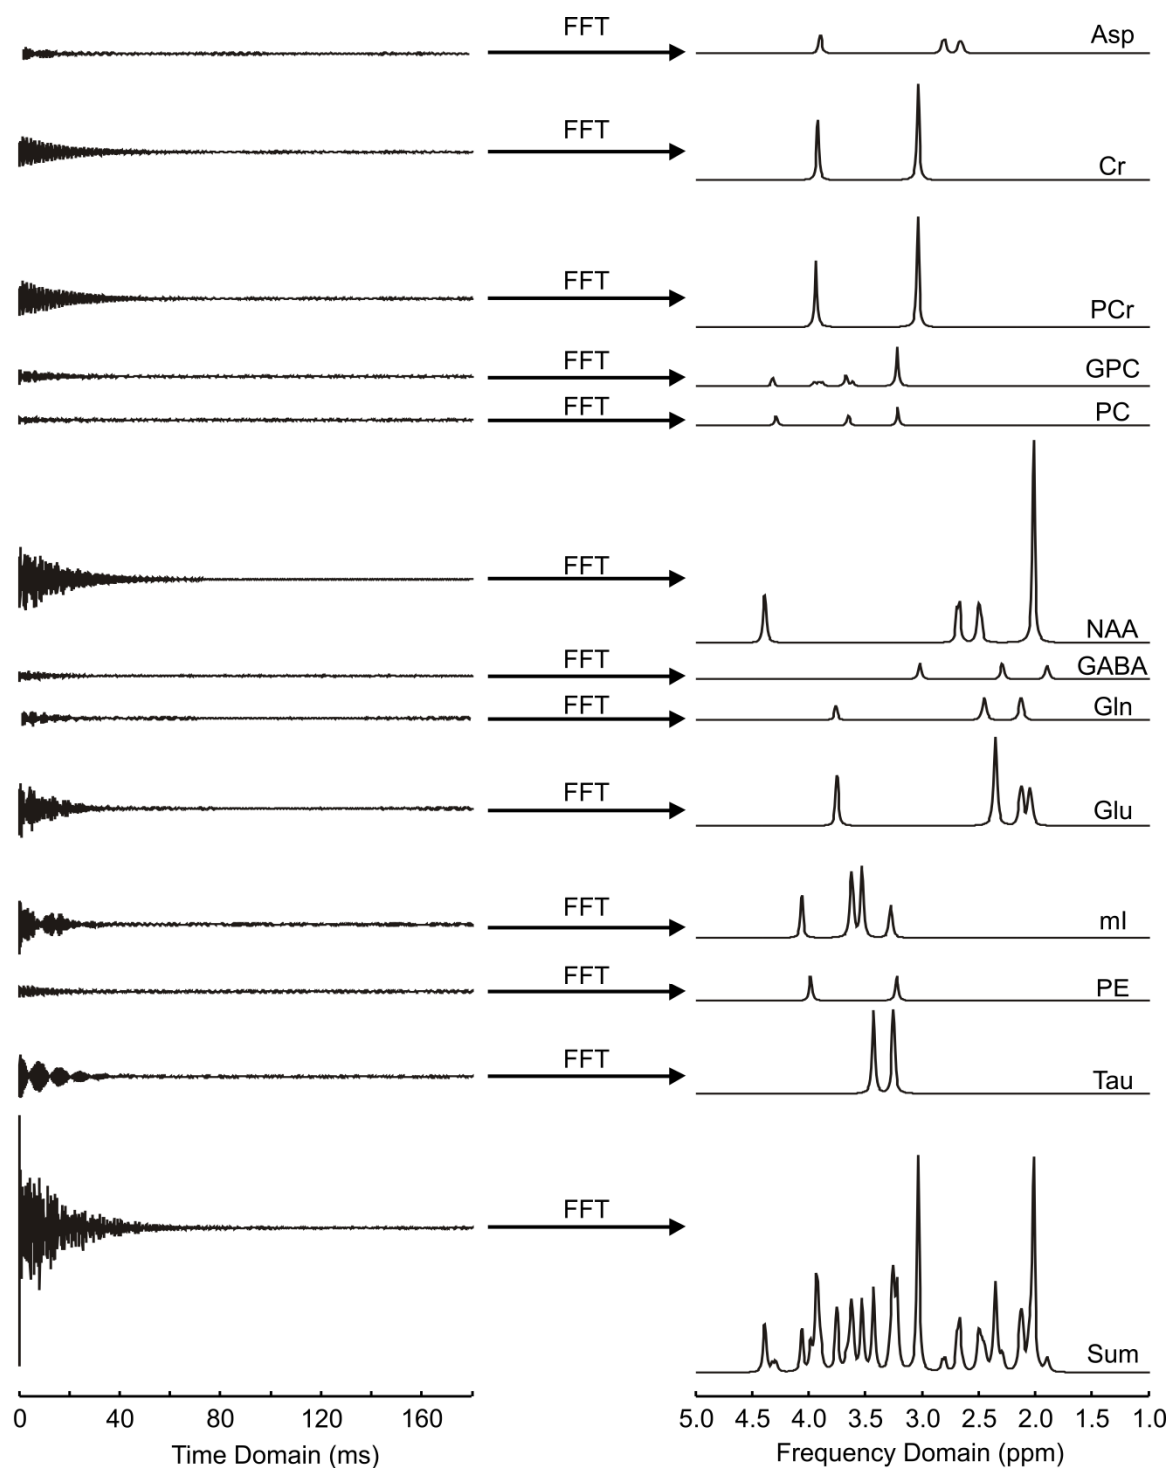 FFT Asp
FFT Cr
FFT PCr
FFT GPC
FFT PC
FFT NAA
FFT GABA
FFT Gln
FFT Glu
FFT mI
FFT PE
FFT Tau
FFT Sum
0 40 80 120 160
Time Domain (ms)
5.0 4.5 4.0 3.5 3.0 2.5 2.0 1.5 1.0
Frequency Domain (ppm)